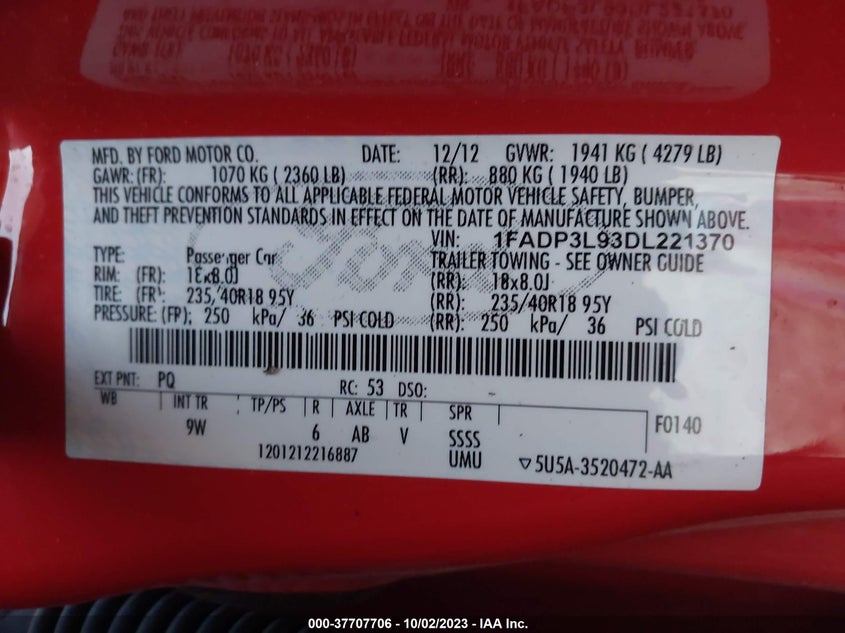 MFD. BY FORD MOTOR CO. DATE: 12/12 GVWR: 1941 KG ( 4279 LB)
GAWR: (FR): 1070 KG ( 2360 LB) (RR): 880 KG ( 1940 LB)
THIS VEHICLE CONFORMS TO ALL APPLICABLE FEDERAL MOTOR VEHICLE SAFETY, BUMPER,
AND THEFT PREVENTION STANDARDS IN EFFECT ON THE DATE OF MANUFACTURE SHOWN ABOVE.
VIN: 1FADP3L93DL221370
TYPE: Passenger Car TRAILER TOWING - SEE OWNER GUIDE
RIM: (FR): 18x8.0J (RR): 18x8.0J
TIRE: (FR): 235/40R18 95Y (RR): 235/40R18 95Y
PRESSURE: (FR): 250 kPa/ 36 PSI COLD (RR): 250 kPa/ 36 PSI COLD
EXT PNT: PQ RC: 53 DSO:
WB INT TR TP/PS R AXLE TR SPR F0140
9W 6 AB V SSSS
1201212216887 UMU ▽5U5A-3520472-AA
000-37707706 - 10/02/2023 - IAA Inc.